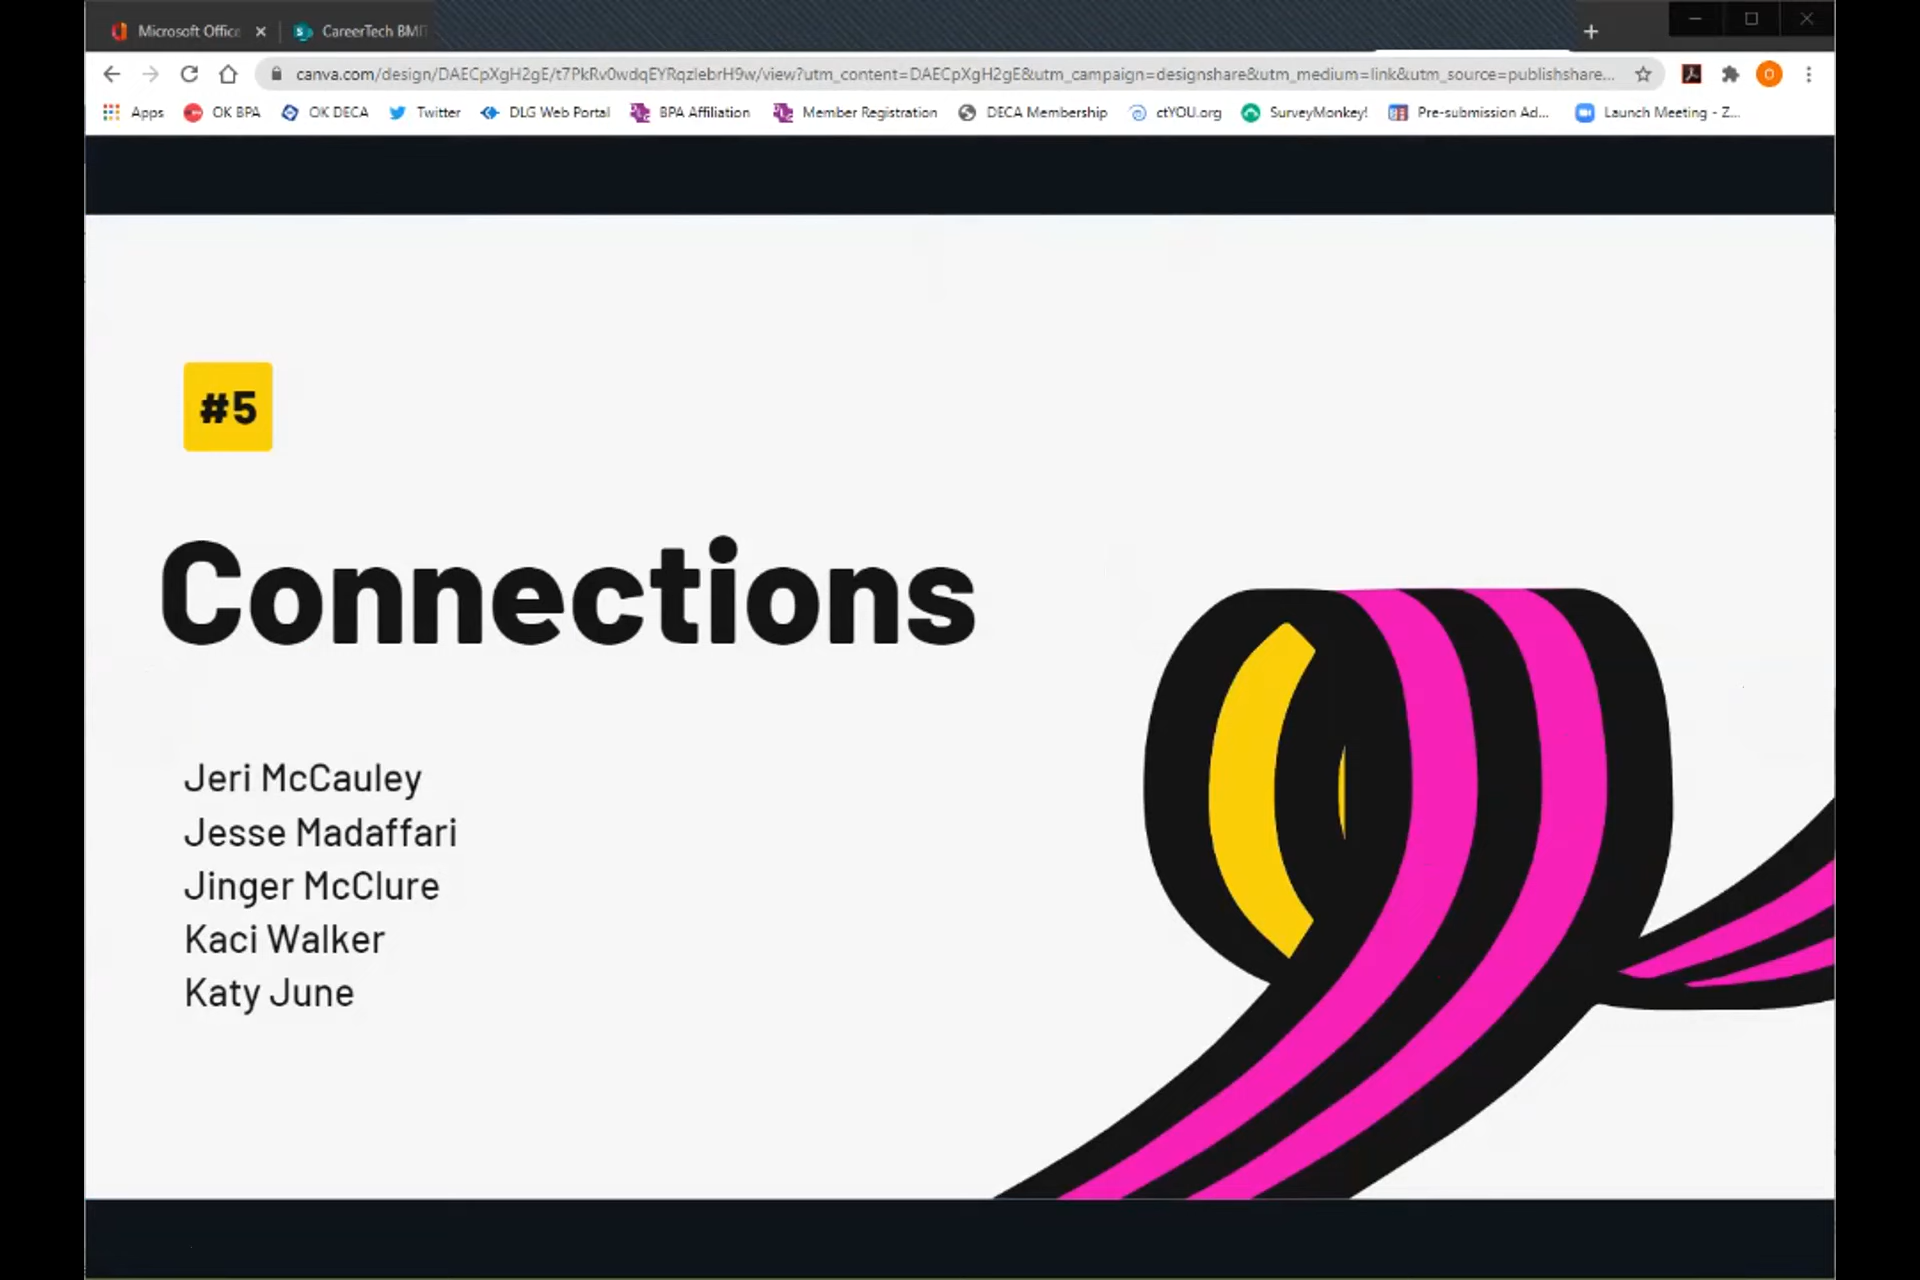 Microsoft Office
CareerTech BMIT
canva.com/design/DAECpXgH2gE/t7PkRv0wdqEYRqzlebrH9w/view?utm_content=DAECpXgH2gE&utm_campaign=designshare&utm_medium=link&utm_source=publishshare...
Apps OK BPA OK DECA Twitter DLG Web Portal BPA Affiliation Member Registration DECA Membership ctYOU.org SurveyMonkey! Pre-submission Ad... Launch Meeting - Z...
#5
Connections
Jeri McCauley
Jesse Madaffari
Jinger McClure
Kaci Walker
Katy June